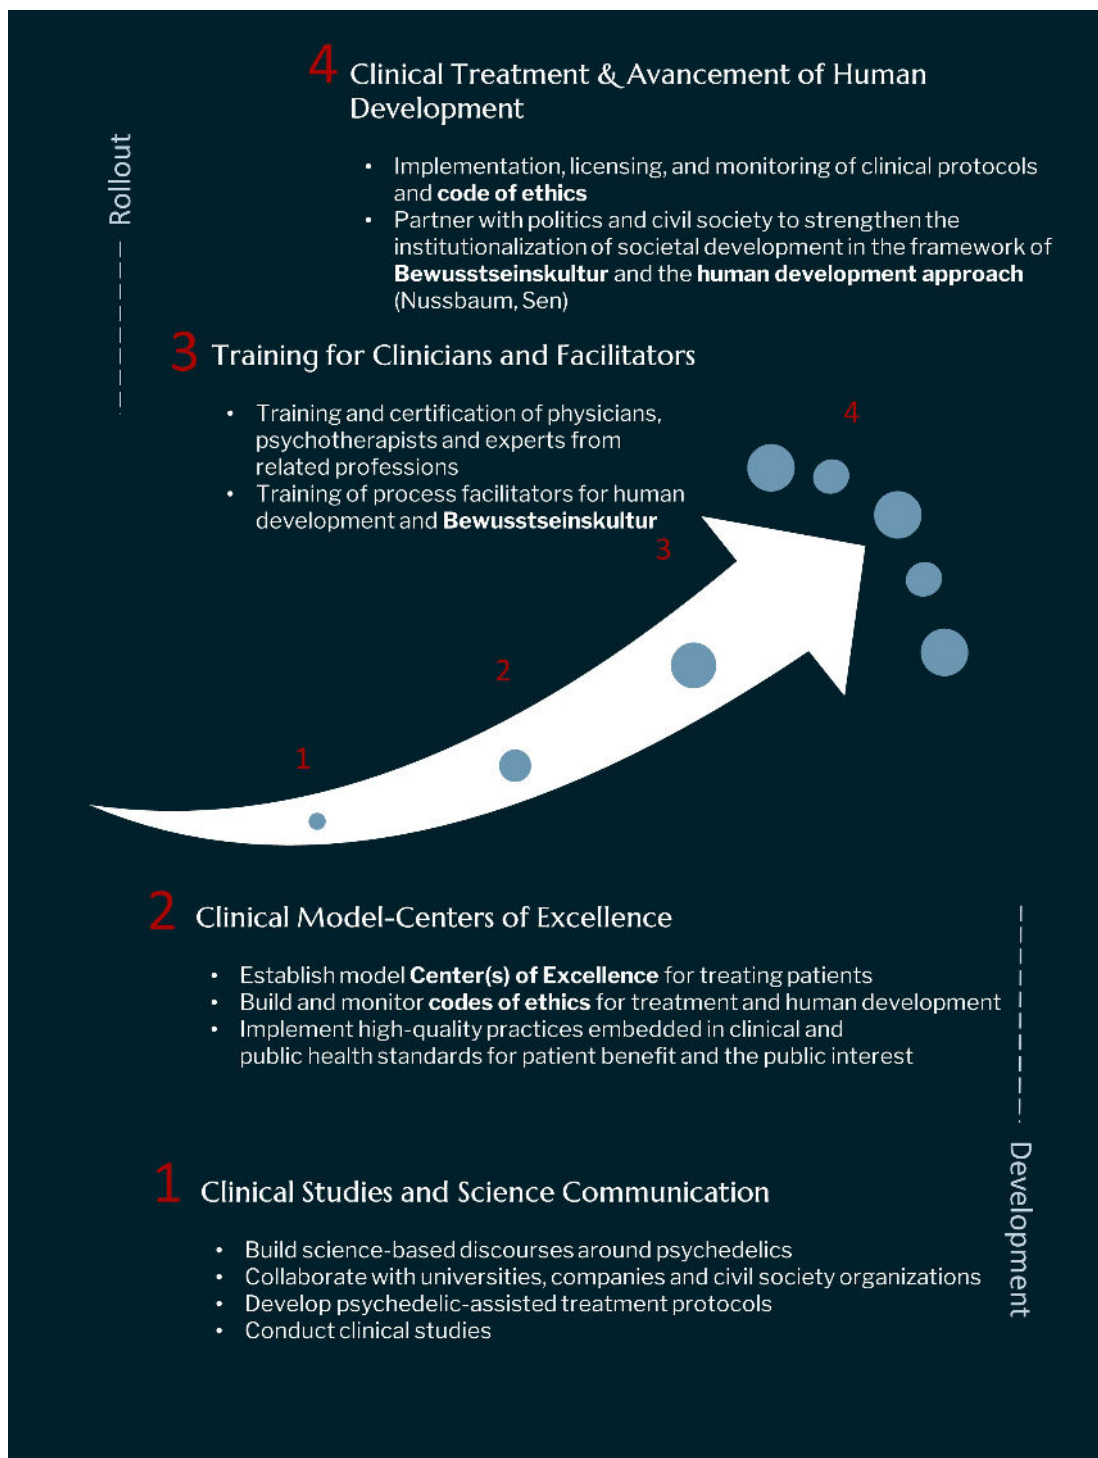 4 Clinical Treatment & Avancement of Human
Development
Rollout
• Implementation, licensing, and monitoring of clinical protocols
and code of ethics
• Partner with politics and civil society to strengthen the
institutionalization of societal development in the framework of
Bewusstseinskultur and the human development approach
(Nussbaum, Sen)
3 Training for Clinicians and Facilitators
• Training and certification of physicians,
psychotherapists and experts from
related professions
• Training of process facilitators for human
development and Bewusstseinskultur
4
3
2
1
2 Clinical Model-Centers of Excellence
• Establish model Center(s) of Excellence for treating patients
• Build and monitor codes of ethics for treatment and human development
• Implement high-quality practices embedded in clinical and
public health standards for patient benefit and the public interest
Development
1 Clinical Studies and Science Communication
• Build science-based discourses around psychedelics
• Collaborate with universities, companies and civil society organizations
• Develop psychedelic-assisted treatment protocols
• Conduct clinical studies